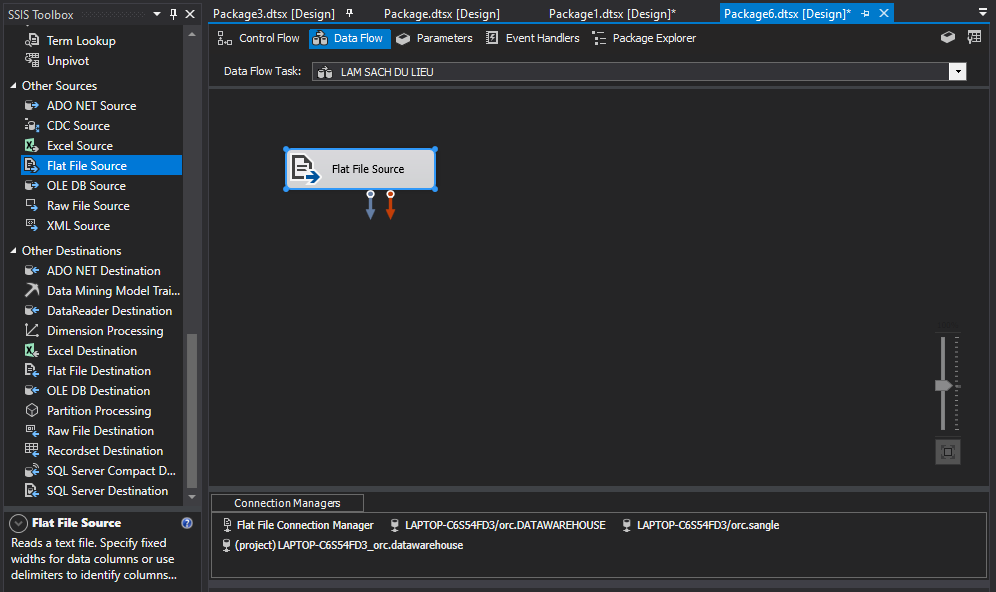 SSIS Toolbox
Term Lookup
Unpivot
Other Sources
ADO NET Source
CDC Source
Excel Source
Flat File Source
OLE DB Source
Raw File Source
XML Source
Other Destinations
ADO NET Destination
Data Mining Model Trai...
DataReader Destination
Dimension Processing
Excel Destination
Flat File Destination
OLE DB Destination
Partition Processing
Raw File Destination
Recordset Destination
SQL Server Compact D...
SQL Server Destination
Flat File Source
Reads a text file. Specify fixed
widths for data columns or use
delimiters to identify columns...
Package3.dtsx [Design] Package.dtsx [Design] Package1.dtsx [Design]* Package6.dtsx [Design]*
Control Flow Data Flow Parameters Event Handlers Package Explorer
Data Flow Task: LAM SACH DU LIEU
Flat File Source
Connection Managers
Flat File Connection Manager LAPTOP-C6S54FD3/orc.DATAWAREHOUSE LAPTOP-C6S54FD3/orc.sangle
(project) LAPTOP-C6S54FD3_orc.datawarehouse